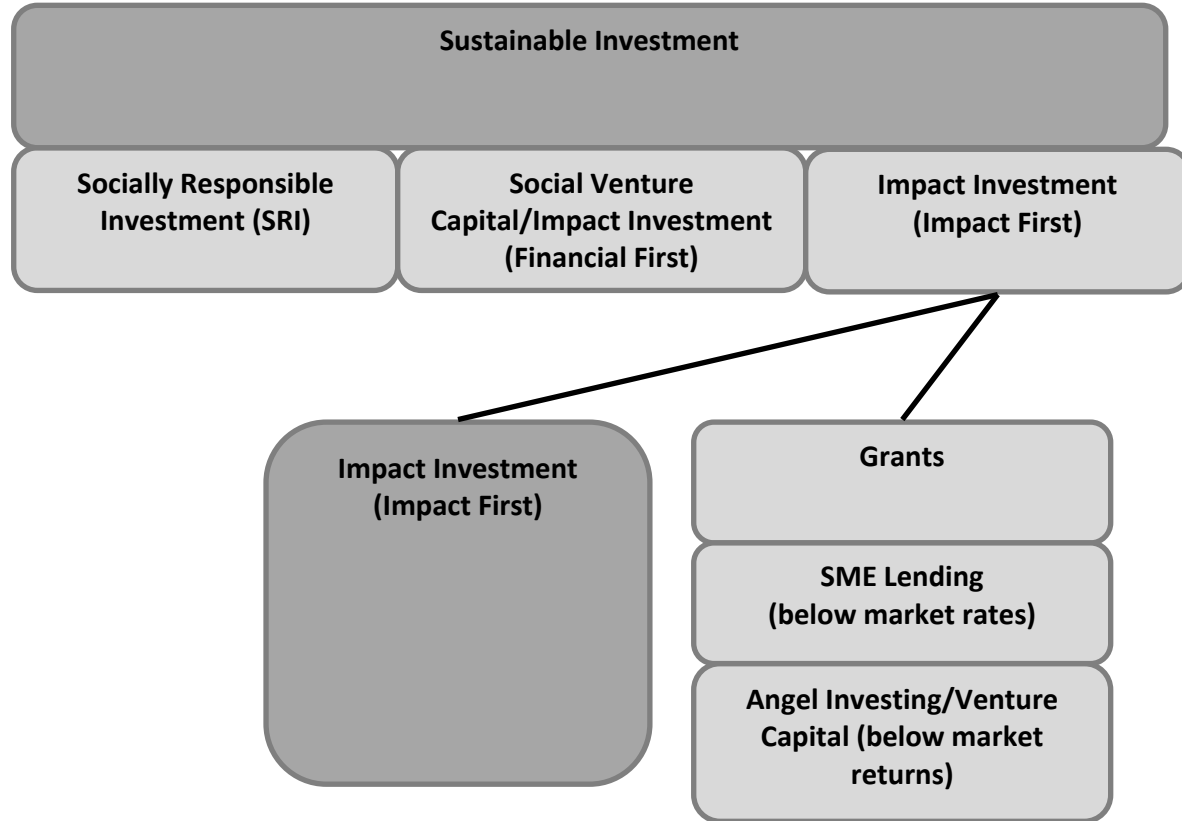 Sustainable Investment
Socially Responsible
Investment (SRI)
Social Venture
Capital/Impact Investment
(Financial First)
Impact Investment
(Impact First)
Impact Investment
(Impact First)
Grants
SME Lending
(below market rates)
Angel Investing/Venture
Capital (below market
returns)